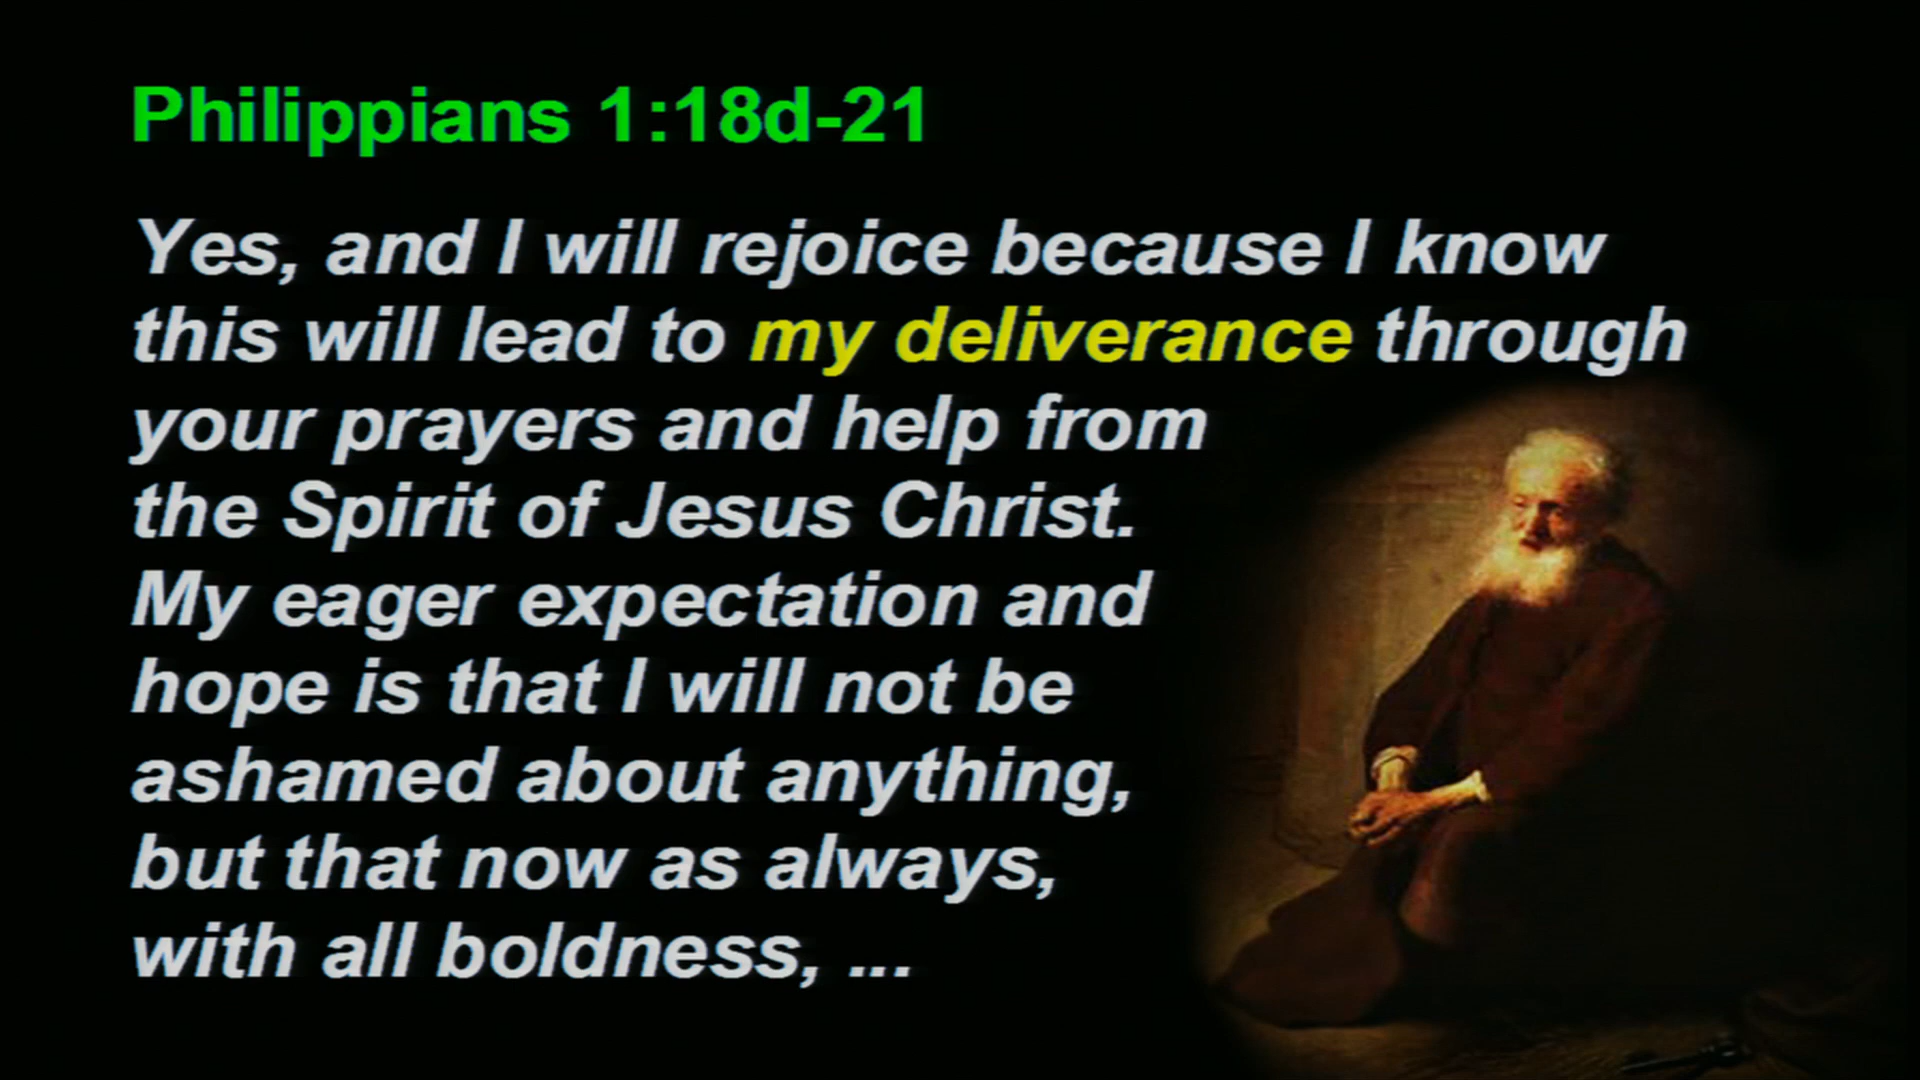 Philippians 1:18d-21
Yes, and I will rejoice because I know
this will lead to my deliverance through
your prayers and help from
the Spirit of Jesus Christ.
My eager expectation and
hope is that I will not be
ashamed about anything,
but that now as always,
with all boldness, ...